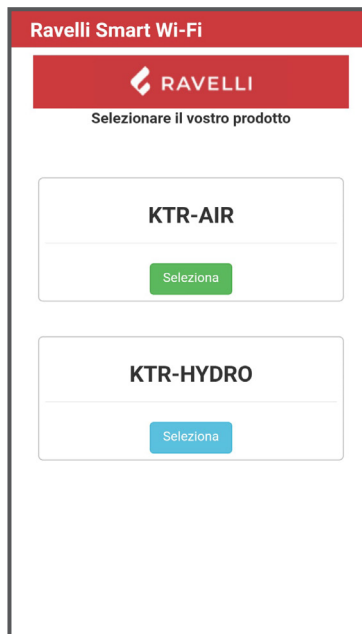 Ravelli Smart Wi-Fi
RAVELLI
Selezionare il vostro prodotto
KTR-AIR
Seleziona
KTR-HYDRO
Seleziona